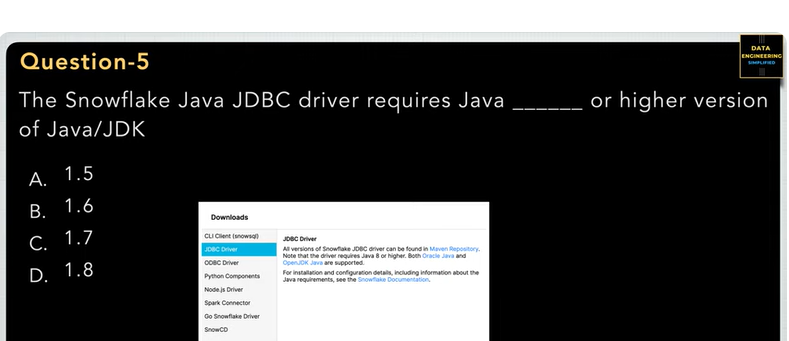 DATA
ENGINEERING
SIMPLIFIED
Question-5
The Snowflake Java JDBC driver requires Java ______ or higher version
of Java/JDK
A. 1.5
B. 1.6
C. 1.7
D. 1.8
Downloads
CLI Client (snowsql)
JDBC Driver
ODBC Driver
Python Components
Node.js Driver
Spark Connector
Go Snowflake Driver
SnowCD
JDBC Driver
All versions of Snowflake JDBC driver can be found in Maven Repository.
Note that the driver requires Java 8 or higher. Both Oracle Java and
OpenJDK Java are supported.
For installation and configuration details, including information about the
Java requirements, see the Snowflake Documentation.